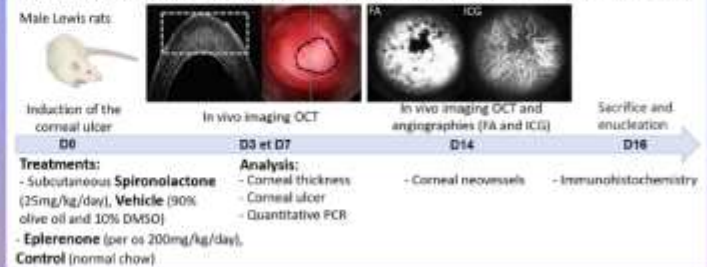 Male Lewis rats
FA ICG
Induction of the
corneal ulcer
In vivo imaging OCT
In vivo imaging OCT and
angiographies (FA and ICG)
Sacrifice and
enucleation
D0 D3 et D7 D14 D16
Treatments:
- Subcutaneous Spironolactone
(25mg/kg/day), Vehicle (90%
olive oil and 10% DMSO)
- Eplerenone (per os 200mg/kg/day),
Control (normal chow)
Analysis:
- Corneal thickness
- Corneal ulcer
- Quantitative PCR
- Corneal neovessels
- Immunohistochemistry